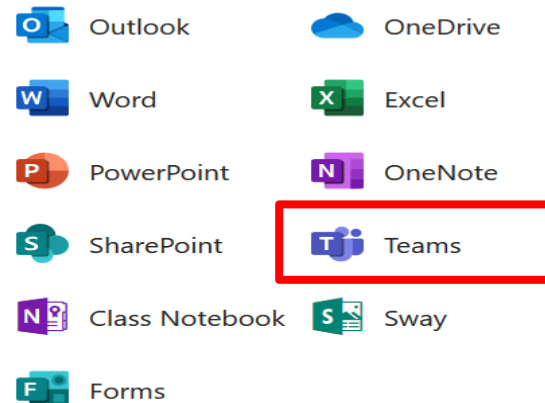 Outlook OneDrive
Word Excel
PowerPoint OneNote
SharePoint Teams
Class Notebook Sway
Forms